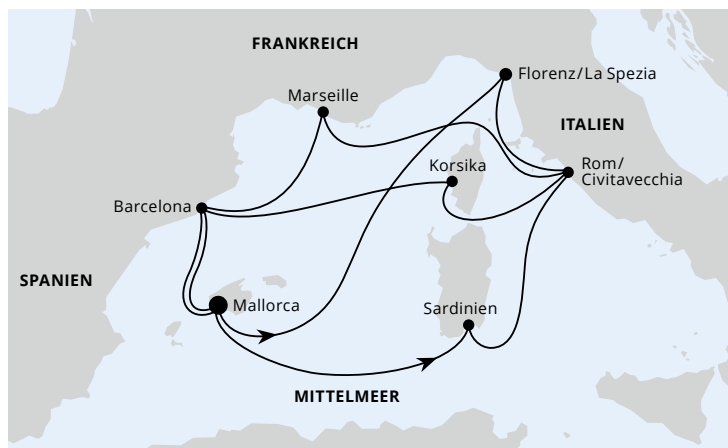 FRANKREICH
Florenz/La Spezia
Marseille
ITALIEN
Korsika
Rom/
Civitavecchia
Barcelona
SPANIEN
Mallorca
Sardinien
MITTELMEER